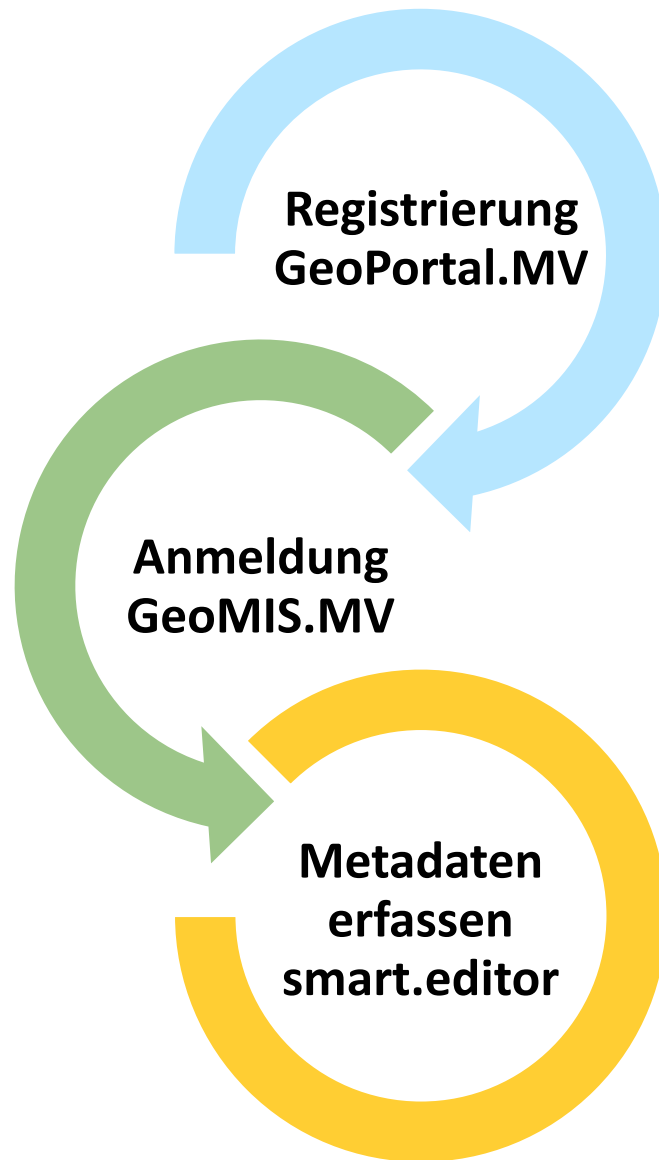 Registrierung
GeoPortal.MV
Anmeldung
GeoMIS.MV
Metadaten
erfassen
smart.editor